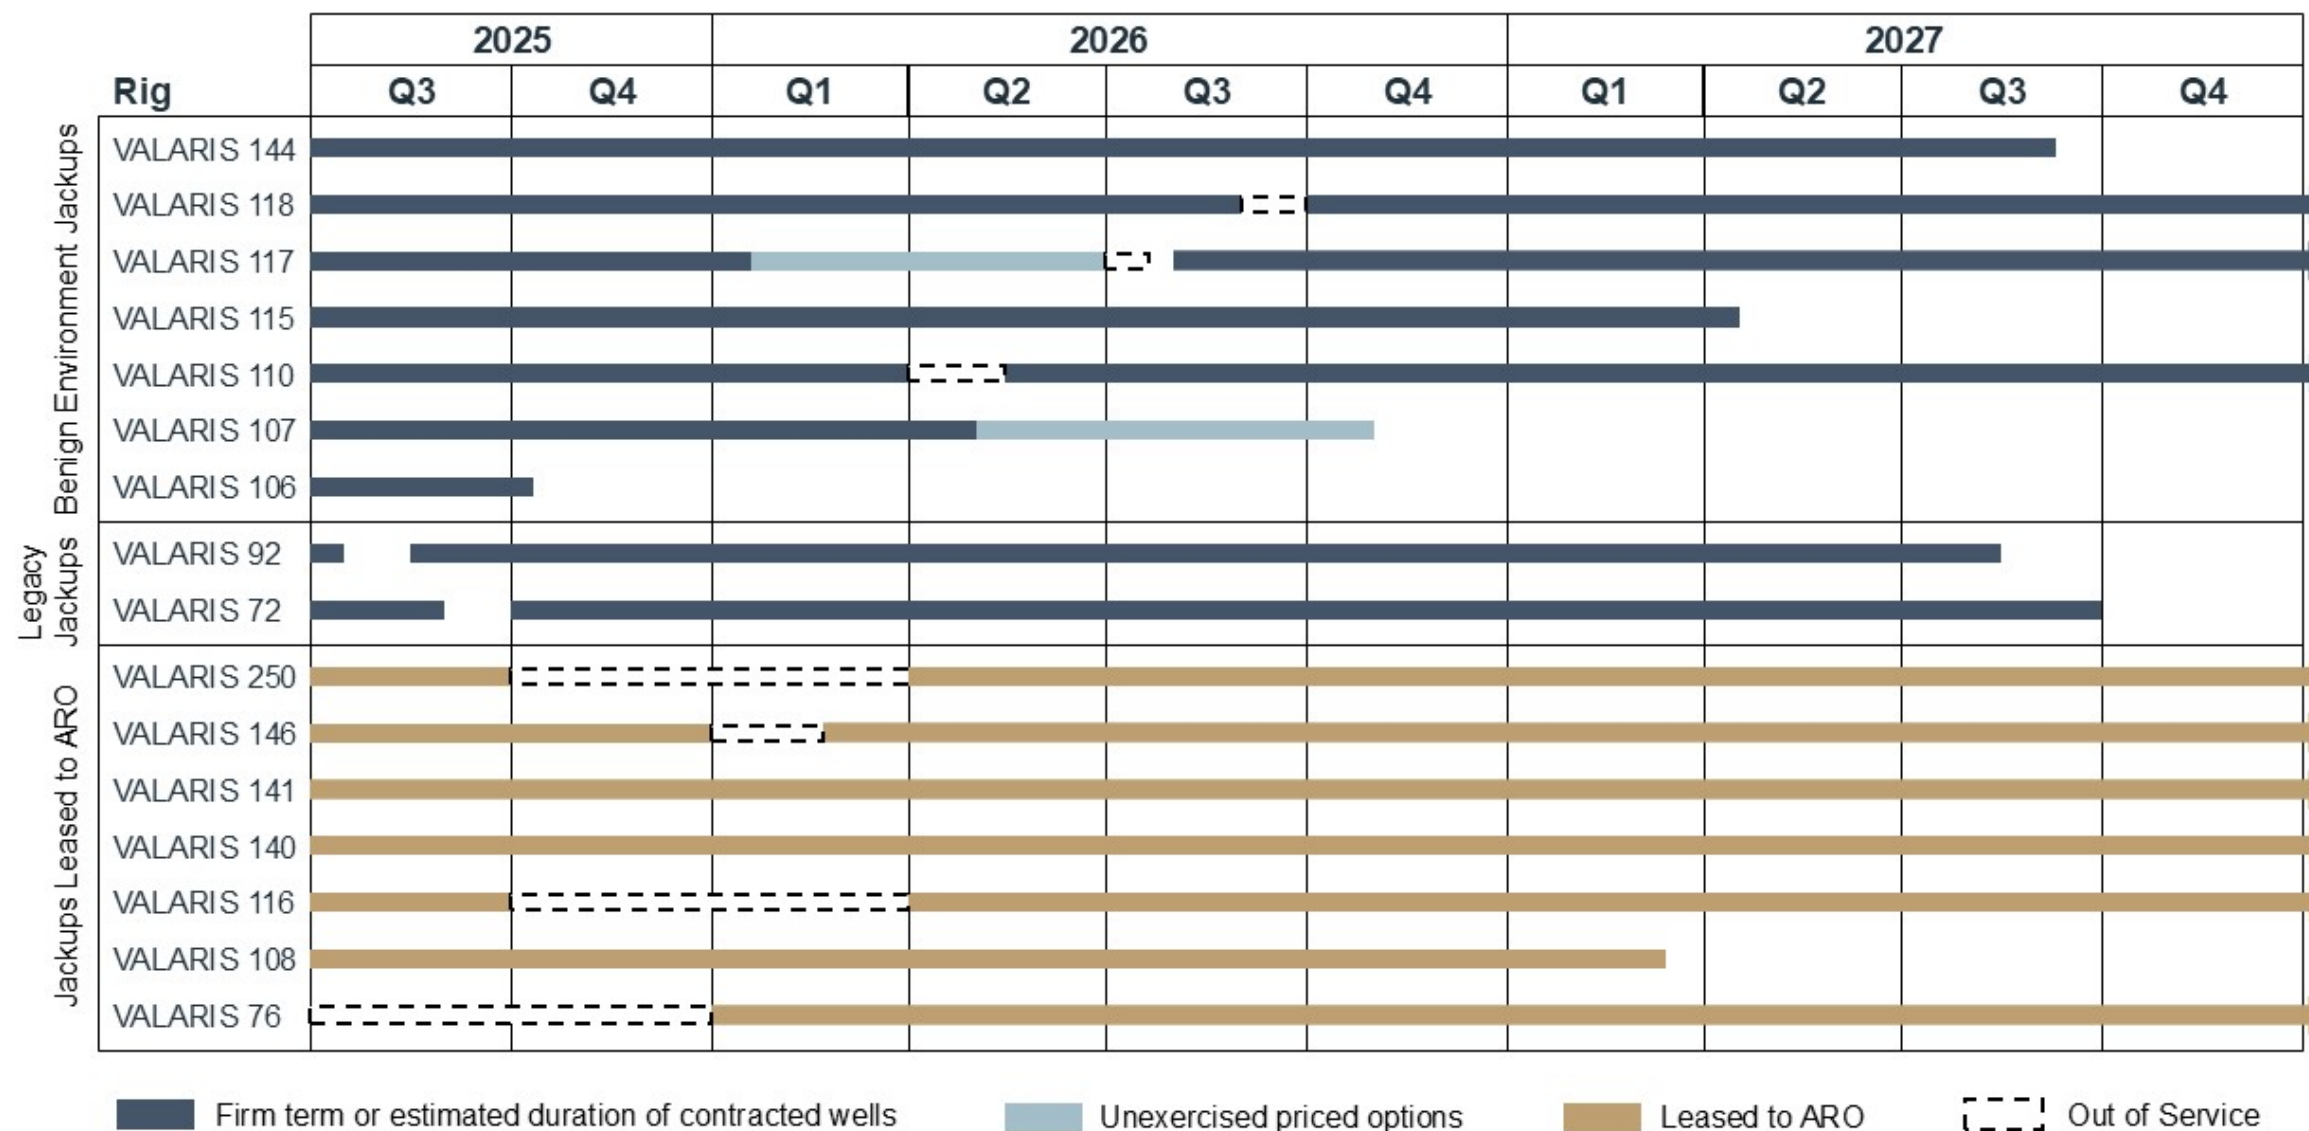 2025 2026 2027
Rig Q3 Q4 Q1 Q2 Q3 Q4 Q1 Q2 Q3 Q4
Benign Environment Jackups
VALARIS 144
VALARIS 118
VALARIS 117
VALARIS 115
VALARIS 110
VALARIS 107
VALARIS 106
Legacy
Jackups
VALARIS 92
VALARIS 72
Jackups Leased to ARO
VALARIS 250
VALARIS 146
VALARIS 141
VALARIS 140
VALARIS 116
VALARIS 108
VALARIS 76
Firm term or estimated duration of contracted wells Unexercised priced options Leased to ARO Out of Service